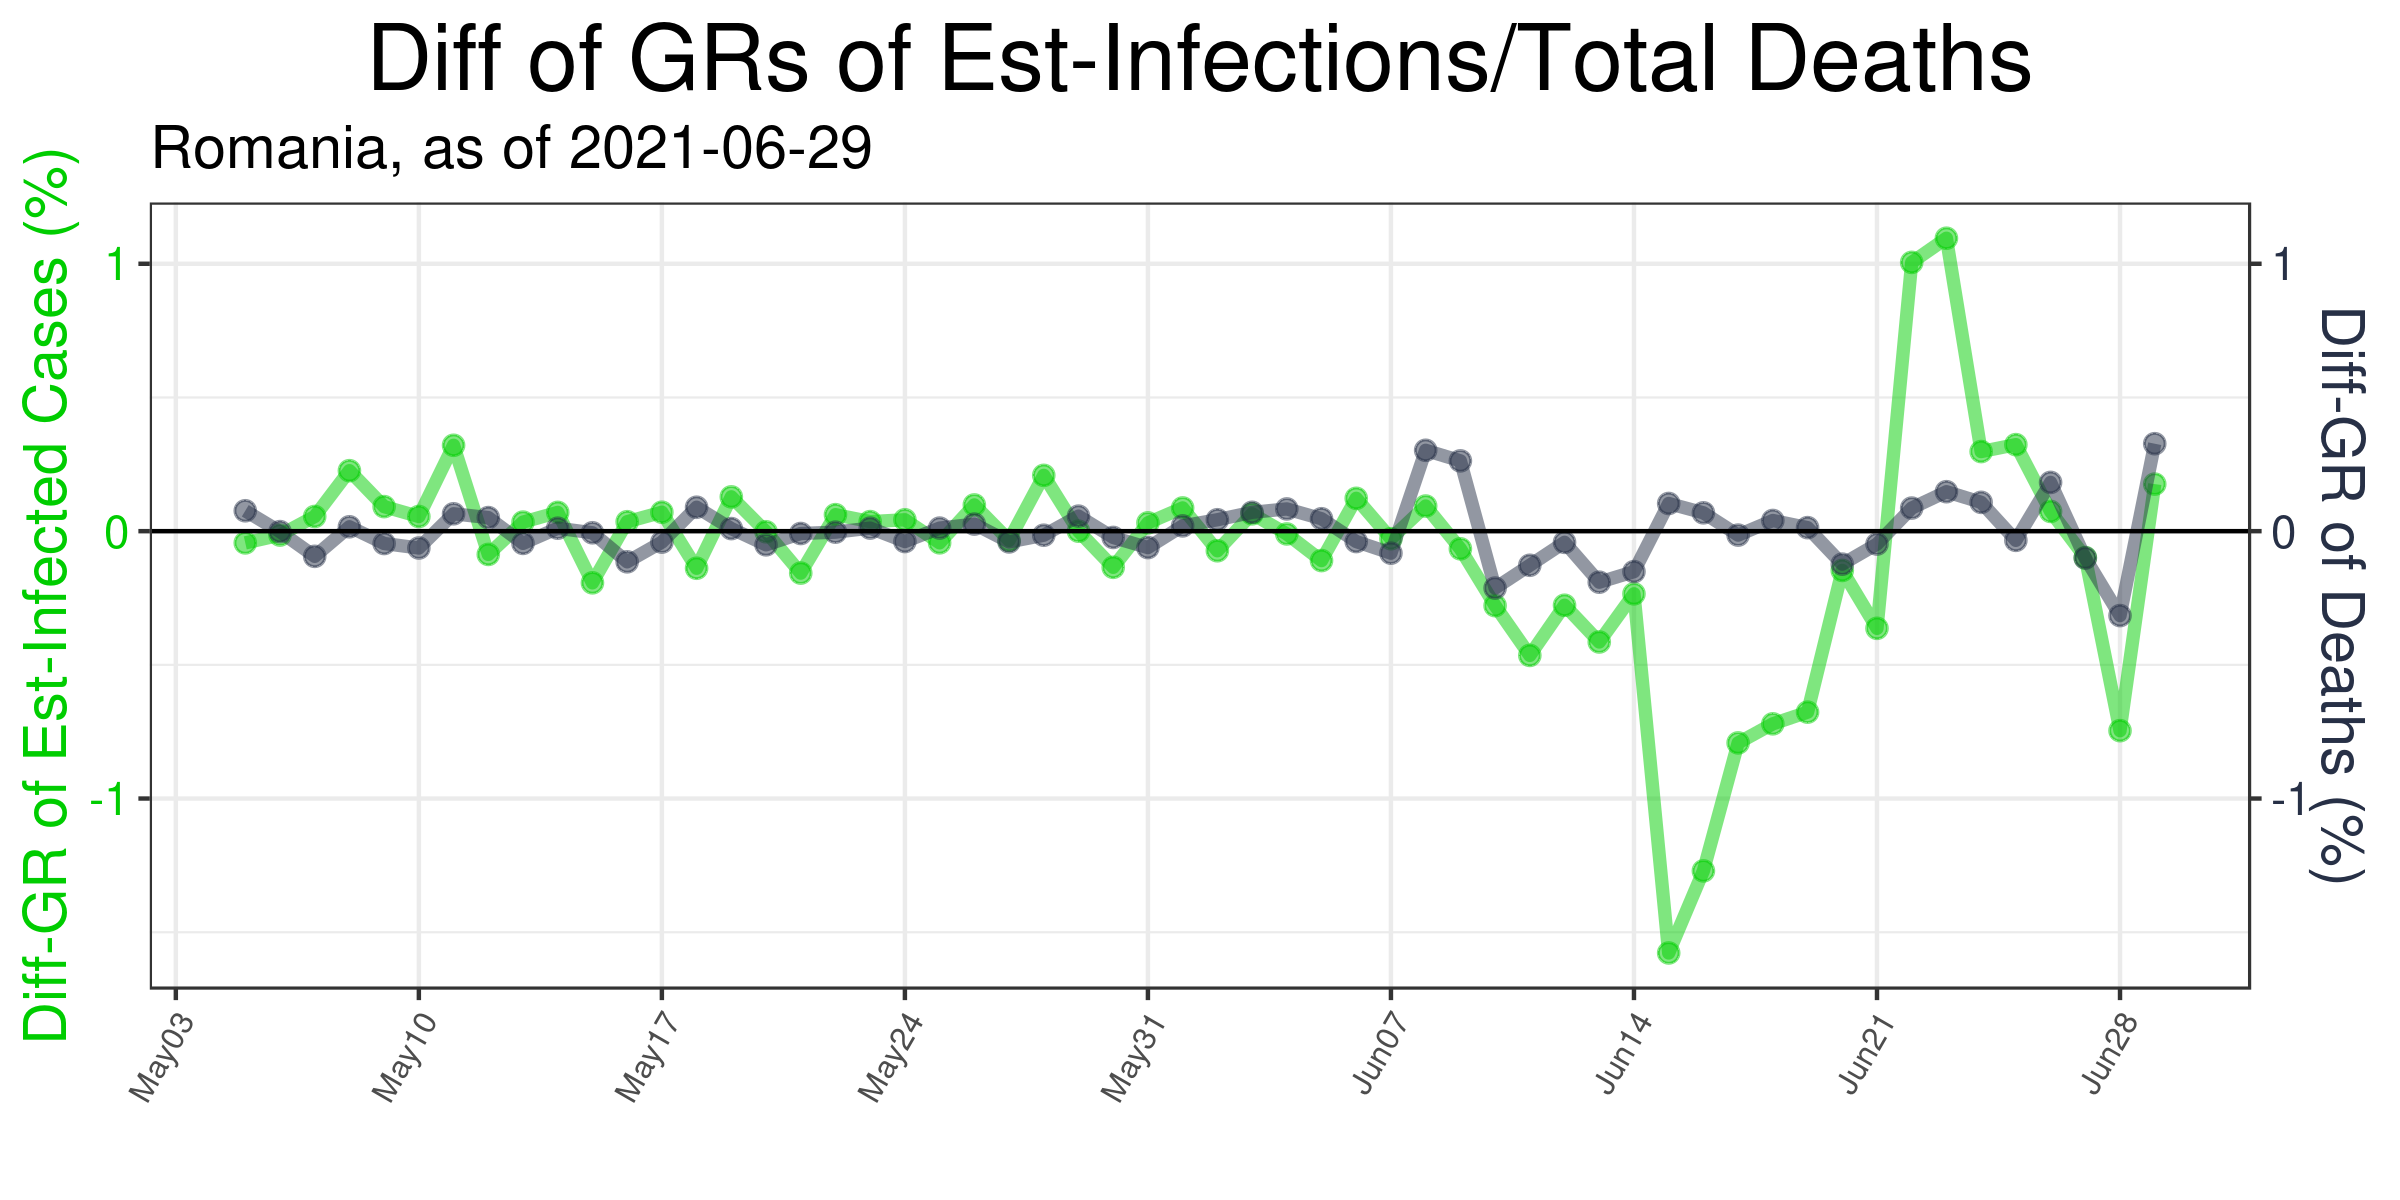 Diff of GRs of Est-Infections/Total Deaths
Romania, as of 2021-06-29
Diff-GR of Est-Infected Cases (%)
1
0
-1
1
0
-1
Diff-GR of Deaths (%)
May03
May10
May17
May24
May31
Jun07
Jun14
Jun21
Jun28